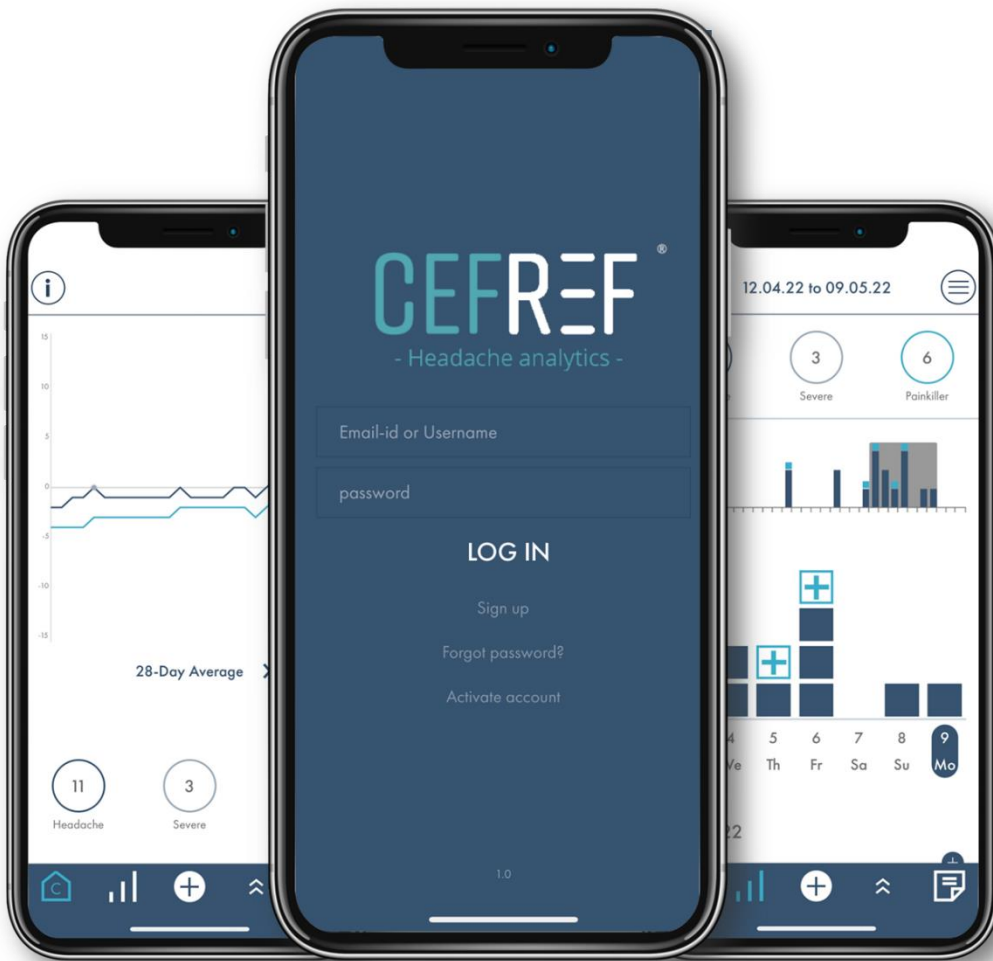 i
15
10
5
0
-5
-10
-15
28-Day Average
11
3
Headache
Severe
C
CEFREF®
- Headache analytics -
Email-id or Username
password
LOG IN
Sign up
Forgot password?
Activate account
1.0
12.04.22 to 09.05.22
3
6
Severe
Painkiller
4 5 6 7 8 9
Th Fr Sa Su Mo